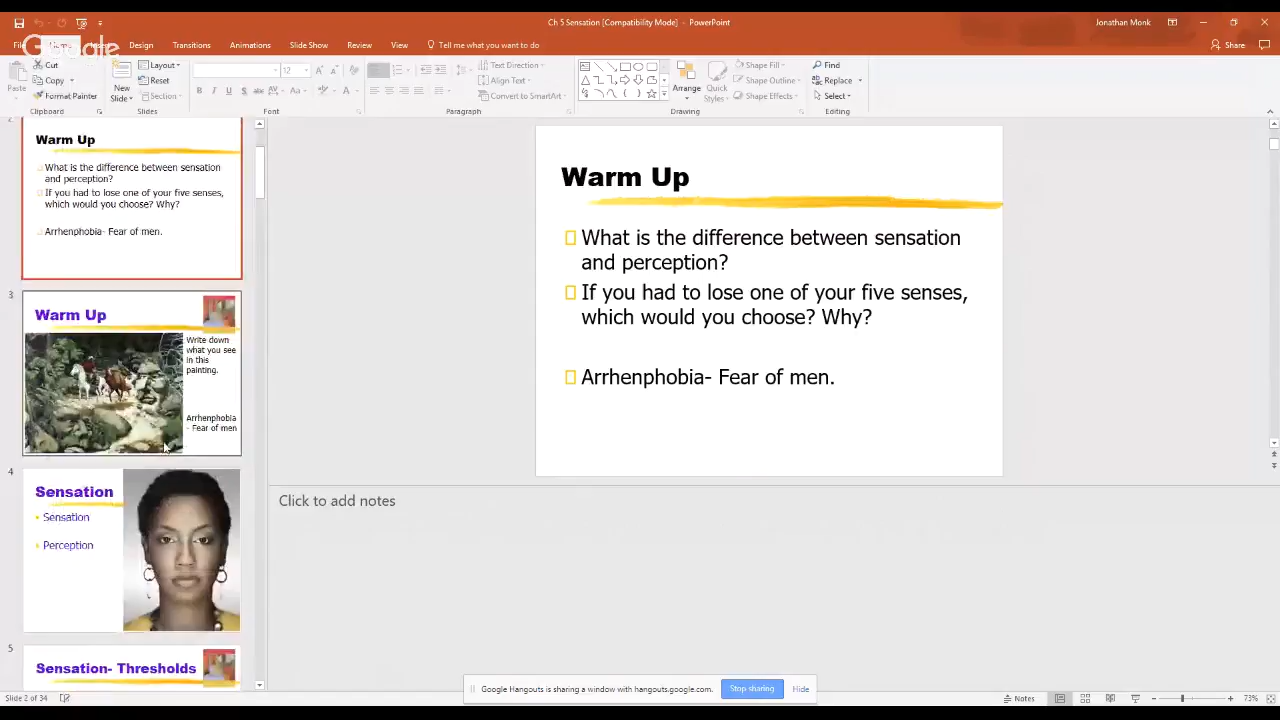 Ch 5 Sensation [Compatibility Mode] - PowerPoint
Jonathan Monk
File
Design
Transitions
Animations
Slide Show
Review
View
Tell me what you want to do
Share
Google
Paste
Cut
Copy
Format Painter
Clipboard
New
Slide
Layout
Reset
Section
Slides
12
Font
Text Direction
Align Text
Convert to SmartArt
Paragraph
Arrange
Quick
Styles
Shape Fill
Shape Outline
Shape Effects
Drawing
Find
Replace
Select
Editing
Warm Up
What is the difference between sensation
and perception?
If you had to lose one of your five senses,
which would you choose? Why?
Arrhenphobia- Fear of men.
3
Warm Up
Write down
what you see
in this
painting.
Arrhenphobia
- Fear of men
4
Sensation
Sensation
Perception
5
Sensation- Thresholds
Warm Up
What is the difference between sensation
and perception?
If you had to lose one of your five senses,
which would you choose? Why?
Arrhenphobia- Fear of men.
Click to add notes
Google Hangouts is sharing a window with hangouts.google.com.
Stop sharing
Hide
Slide 2 of 34
Notes
73%